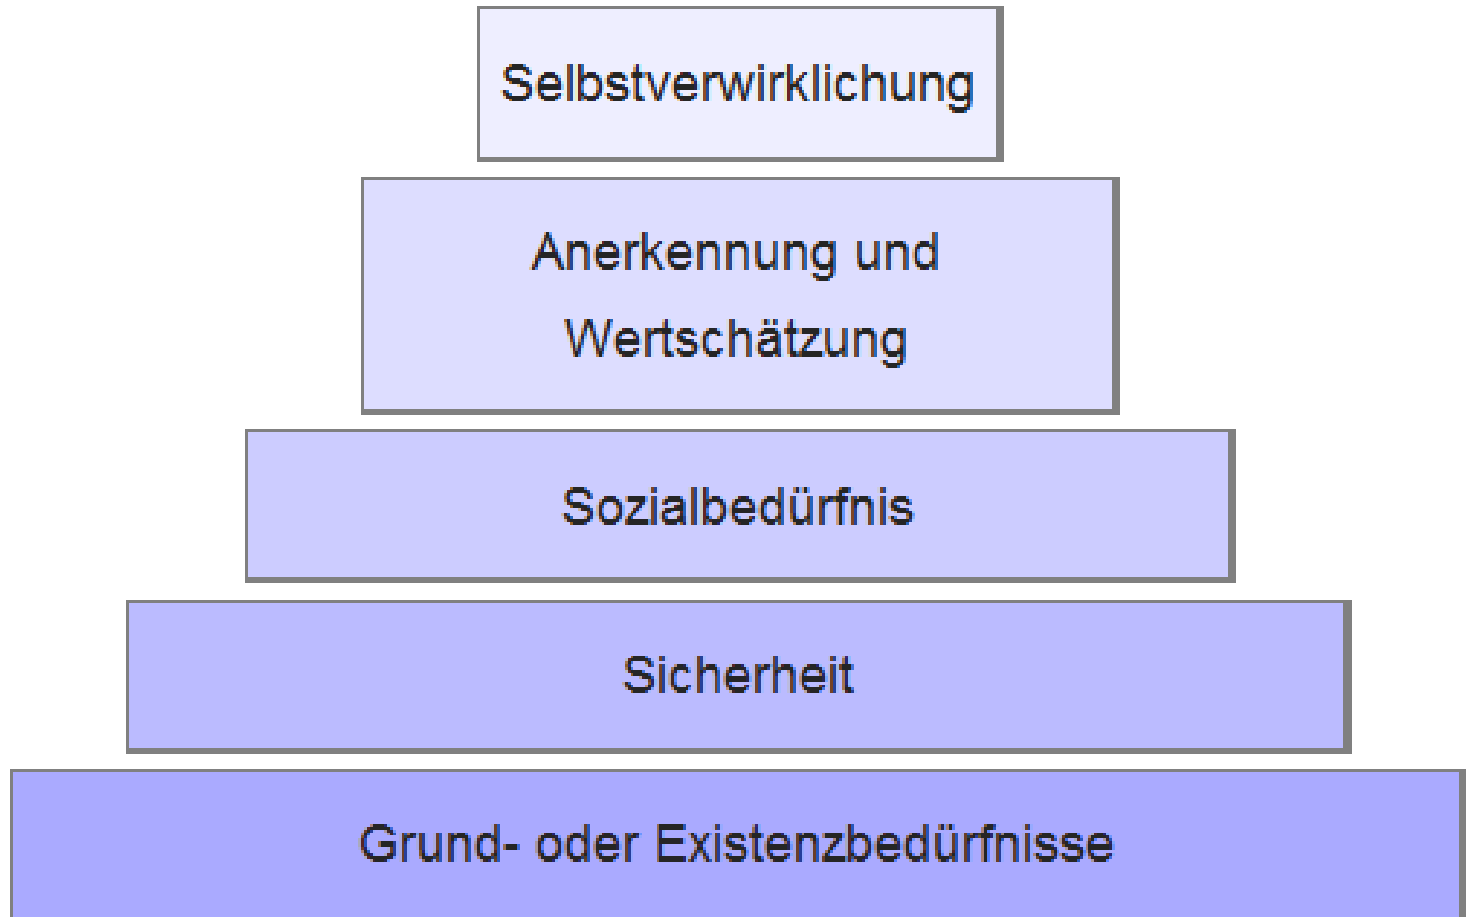 Selbstverwirklichung
Anerkennung und
Wertschätzung
Sozialbedürfnis
Sicherheit
Grund- oder Existenzbedürfnisse